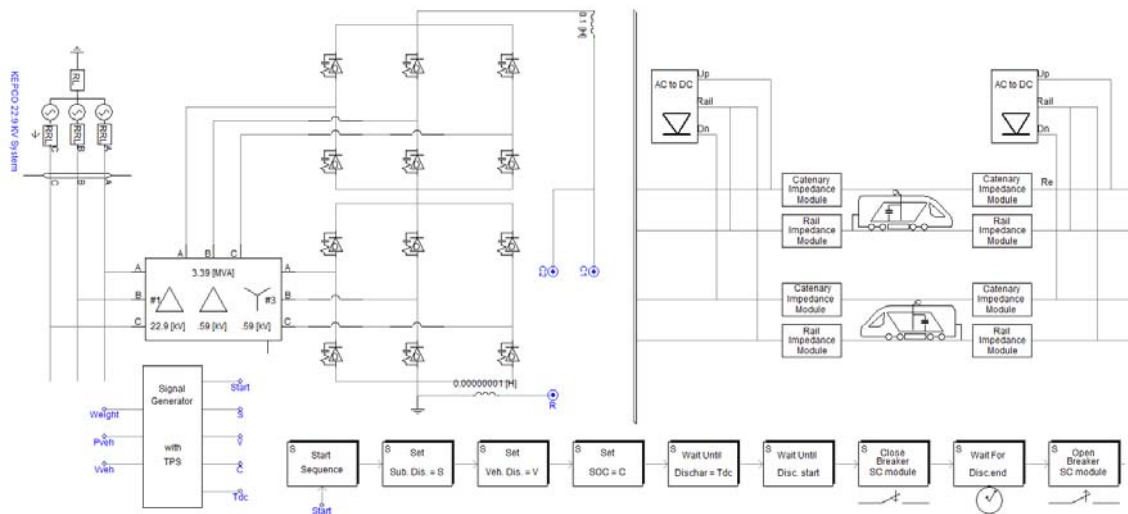 KEPCO 22.9 KV System
RL
RRL
RRL
RRL
C
B
A
C
B
A
0.1 [H]
A
B
C
3.39 [MVA]
A
B
C
#1
#3
22.9 [kV]
.59 [kV]
.59 [kV]
A
B
C
0.00000001 [H]
R
AC to DC
Up
Rail
Dn
AC to DC
Up
Rail
Dn
Re
Catenary
Impedance
Module
Rail
Impedance
Module
Catenary
Impedance
Module
Rail
Impedance
Module
Catenary
Impedance
Module
Rail
Impedance
Module
Catenary
Impedance
Module
Rail
Impedance
Module
Signal
Generator
with
TPS
Weight
Pveh
Weh
Start
S
V
C
Tdc
S
Start
Sequence
Start
S
Set
Sub. Dis. = S
S
Set
Veh. Dis. = V
S
Set
SOC = C
S
Wait Until
Dischar = Tdc
S
Wait Until
Disc. start
S
Close
Breaker
SC module
S
Wait For
Disc.end
S
Open
Breaker
SC module